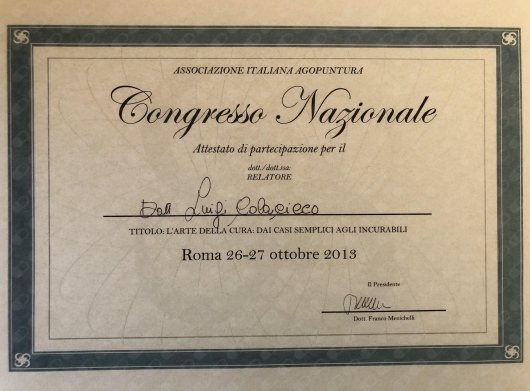 ASSOCIAZIONE ITALIANA AGOPUNTURA
Congresso Nazionale
Attestato di partecipazione per il
dott./dott.ssa
RELATORE
Dott Luigi Colacicco
TITOLO: L'ARTE DELLA CURA: DAI CASI SEMPLICI AGLI INCURABILI
Roma 26-27 ottobre 2013
Il Presidente
Dott. Franco Menichelli